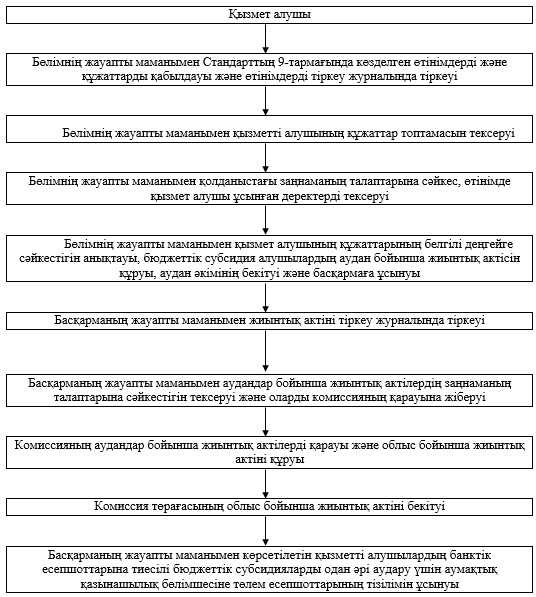 Қызмет алушы
Бөлімнің жауапты маманымен Стандарттың 9-тармағында көзделген өтінімдерді және
құжаттарды қабылдауы және өтінімдерді тіркеу журналында тіркеуі
Бөлімнің жауапты маманымен қызметті алушының құжаттар топтамасын тексеруі
Бөлімнің жауапты маманымен қолданыстағы заңнаманың талаптарына сәйкес, өтінімде
қызмет алушы ұсынған деректерді тексеруі
Бөлімнің жауапты маманымен қызмет алушының құжаттарының белгілі деңгейге
сәйкестігін анықтауы, бюджеттік субсидия алушылардың аудан бойынша жиынтық актісін
құруы, аудан әкімінің бекітуі және басқармаға ұсынуы
Басқарманың жауапты маманымен жиынтық актіні тіркеу журналында тіркеуі
Басқарманың жауапты маманымен аудандар бойынша жиынтық актілердің заңнаманың
талаптарына сәйкестігін тексеруі және оларды комиссияның қарауына жіберуі
Комиссияның аудандар бойынша жиынтық актілерді қарауы және облыс бойынша жиынтық
актіні құруы
Комиссия төрағасының облыс бойынша жиынтық актіні бекітуі
Басқарманың жауапты маманымен көрсетілетін қызметті алушылардың банктік
есепшоттарына тиесілі бюджеттік субсидияларды одан әрі аудару үшін аумақтық
қазынашылық бөлімшесіне төлем есепшоттарының тізілімін ұсынуы